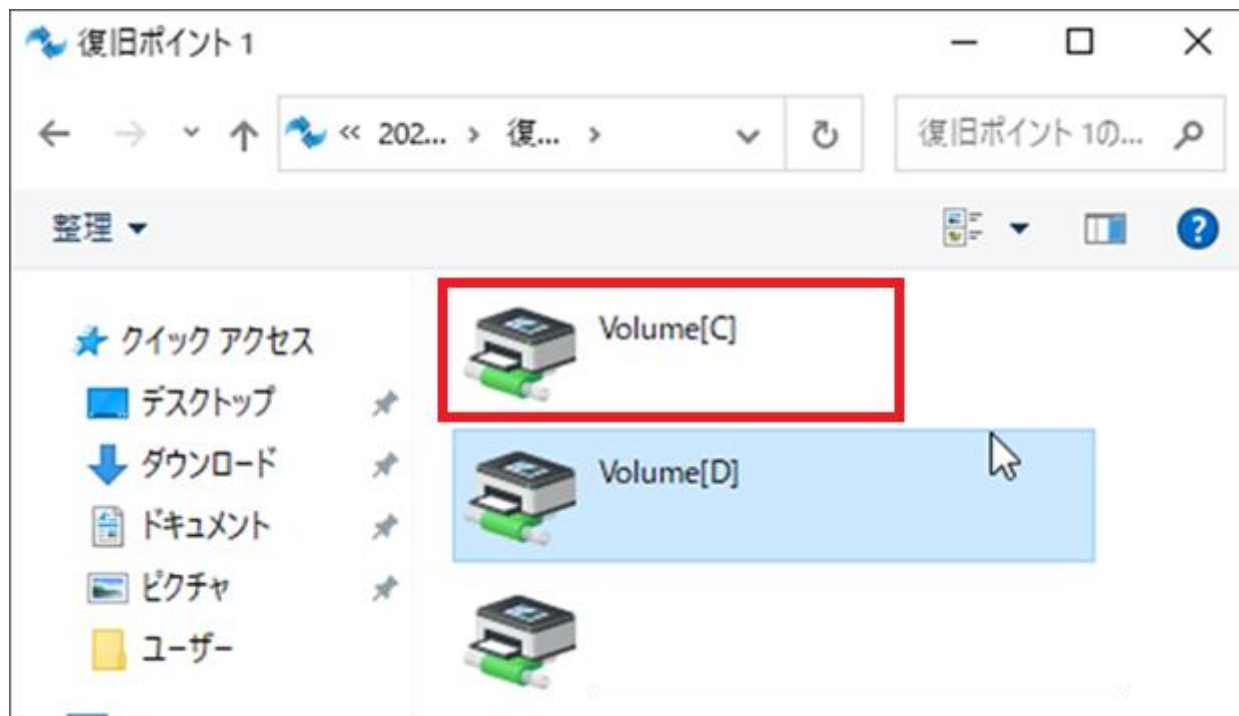 復旧ポイント 1
« 202... › 復... ›
復旧ポイント 1の...
整理
クイック アクセス
デスクトップ
ダウンロード
ドキュメント
ピクチャ
ユーザー
Volume[C]
Volume[D]